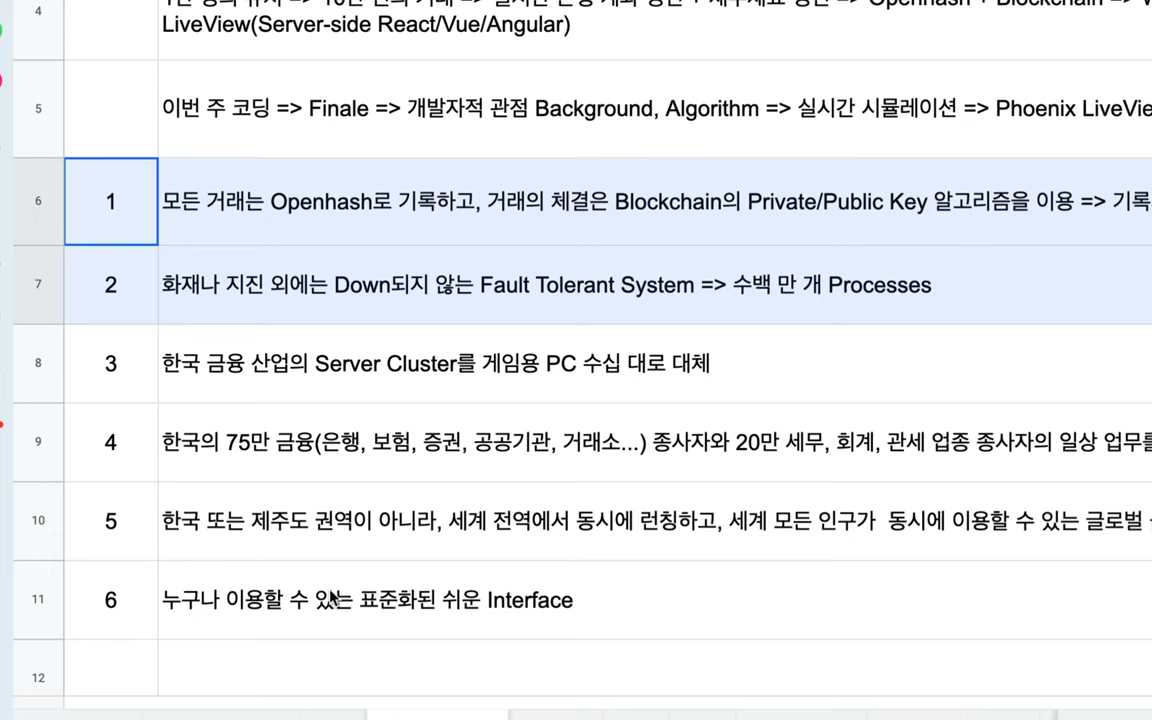 4
LiveView(Server-side React/Vue/Angular)
5 이번 주 코딩 => Finale => 개발자적 관점 Background, Algorithm => 실시간 시뮬레이션 => Phoenix LiveVie
6 1 모든 거래는 Openhash로 기록하고, 거래의 체결은 Blockchain의 Private/Public Key 알고리즘을 이용 => 기록
7 2 화재나 지진 외에는 Down되지 않는 Fault Tolerant System => 수백 만 개 Processes
8 3 한국 금융 산업의 Server Cluster를 게임용 PC 수십 대로 대체
9 4 한국의 75만 금융(은행, 보험, 증권, 공공기관, 거래소...) 종사자와 20만 세무, 회계, 관세 업종 종사자의 일상 업무를
10 5 한국 또는 제주도 권역이 아니라, 세계 전역에서 동시에 런칭하고, 세계 모든 인구가 동시에 이용할 수 있는 글로벌
11 6 누구나 이용할 수 있는 표준화된 쉬운 Interface
12